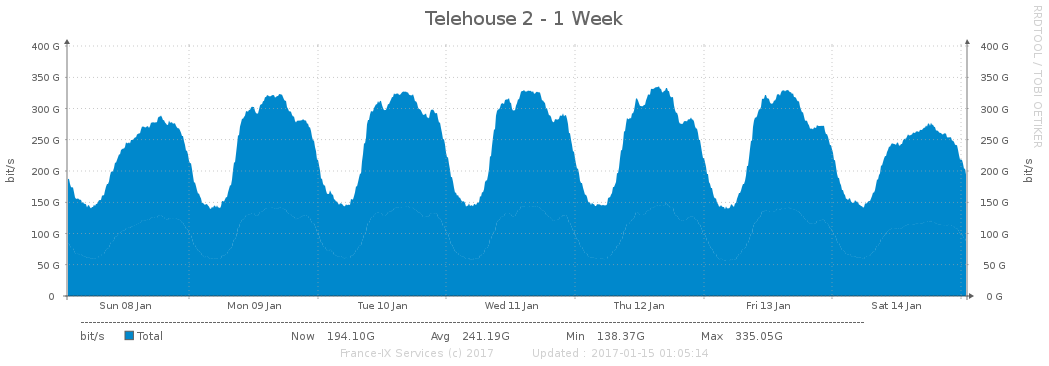 Telehouse 2 - 1 Week
RRDTOOL / TOBI OETIKER
400 G 400 G
350 G 350 G
300 G 300 G
250 G 250 G
200 G 200 G
150 G 150 G
100 G 100 G
50 G 50 G
0 0 G
bit/s bit/s
Sun 08 Jan Mon 09 Jan Tue 10 Jan Wed 11 Jan Thu 12 Jan Fri 13 Jan Sat 14 Jan
bit/s Total Now 194.10G Avg 241.19G Min 138.37G Max 335.05G
France-IX Services (c) 2017 Updated : 2017-01-15 01:05:14